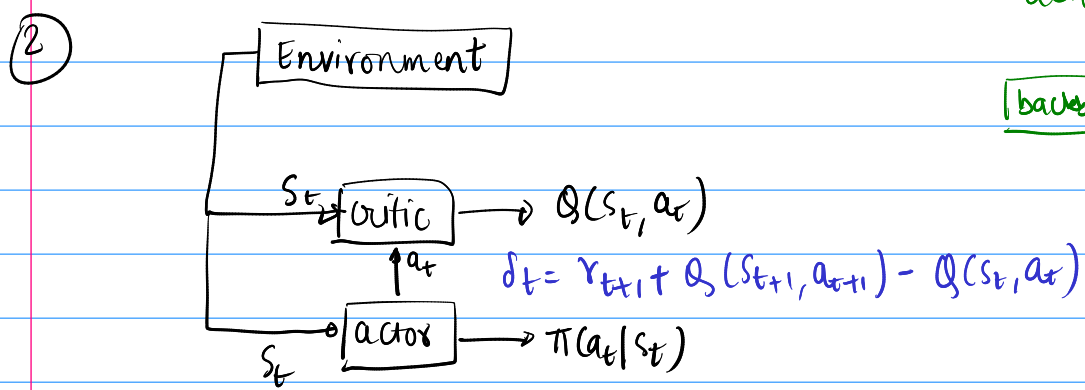 2
Environment
S_t critic → Q(S_t, a_t)
a_t
δ_t = r_{t+1} + Q(S_{t+1}, a_{t+1}) - Q(S_t, a_t)
actor → π(a_t|S_t)
S_t